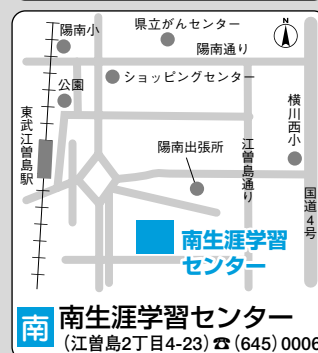 陽南小
県立がんセンター
N
陽南通り
公園
ショッピングセンター
横川西小
東武江曽島駅
陽南出張所
江曽島通り
国道4号
南生涯学習
センター
南 南生涯学習センター
(江曽島2丁目4-23)☎(645)0006